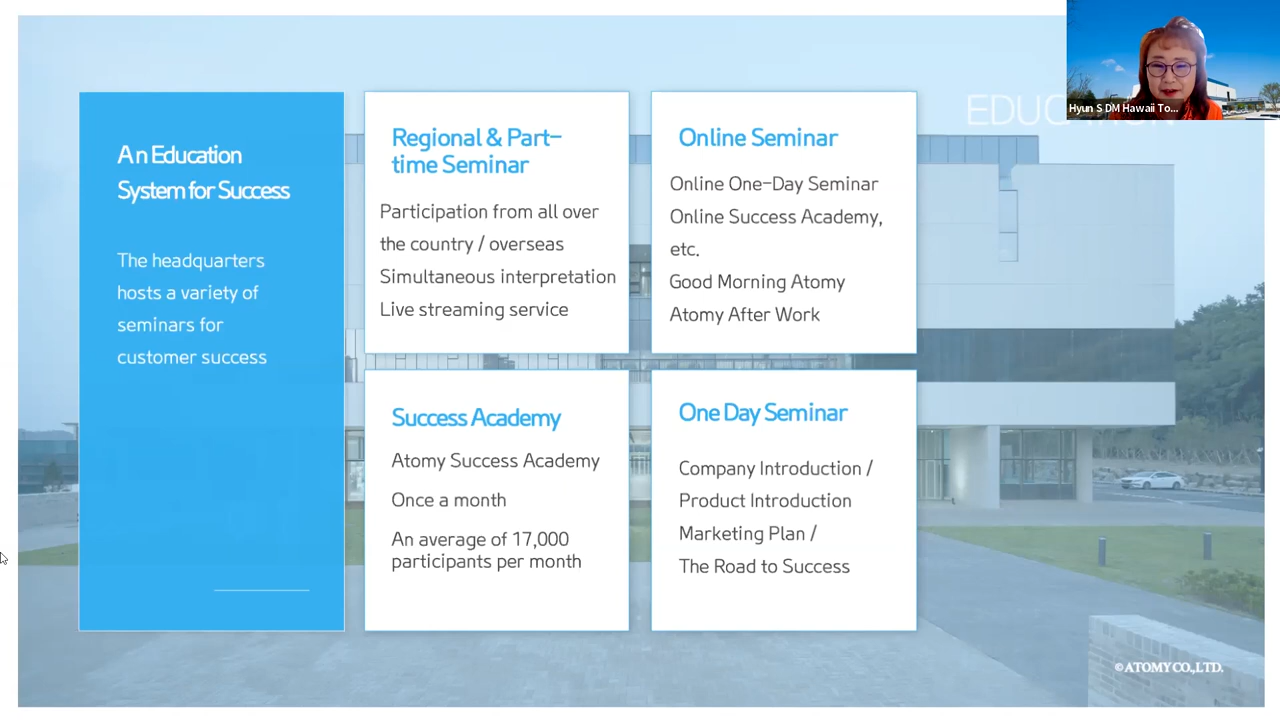 EDUCATION
Hyun S DM Hawaii To...
An Education
System for Success
The headquarters
hosts a variety of
seminars for
customer success
Regional & Part-
time Seminar
Participation from all over
the country / overseas
Simultaneous interpretation
Live streaming service
Online Seminar
Online One-Day Seminar
Online Success Academy,
etc.
Good Morning Atomy
Atomy After Work
Success Academy
Atomy Success Academy
Once a month
An average of 17,000
participants per month
One Day Seminar
Company Introduction /
Product Introduction
Marketing Plan /
The Road to Success
©ATOMY CO.,LTD.